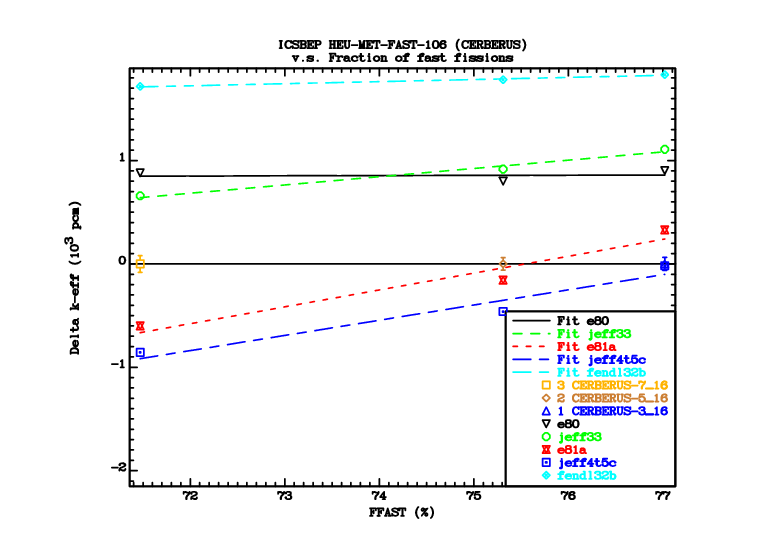 ICSBEP HEU-MET-FAST-106 (CERBERUS)
v.s. Fraction of fast fissions
Delta k-eff (10³ pcm)
1
0
-1
-2
72 73 74 75 76 77
FFAST (%)
Fit e80
Fit jeff33
Fit e81a
Fit jeff4t5c
Fit fendl32b
3 CERBERUS-7_16
2 CERBERUS-5_16
1 CERBERUS-3_16
e80
jeff33
e81a
jeff4t5c
fendl32b